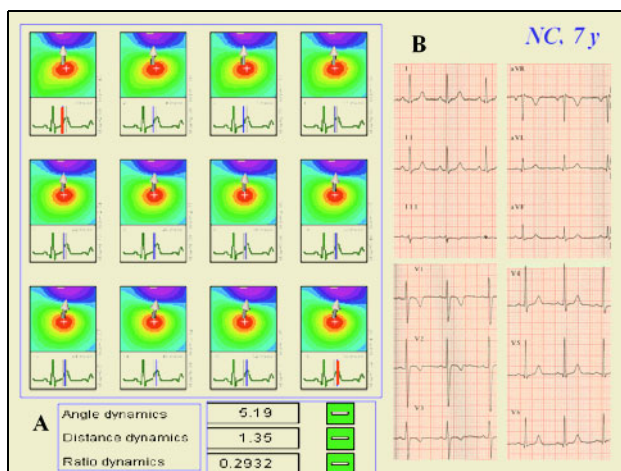 B
NC, 7 y
I
aVR
II
aVL
III
aVF
V1
V4
V2
V5
V3
V6
A
Angle dynamics 5.19
Distance dynamics 1.35
Ratio dynamics 0.2932